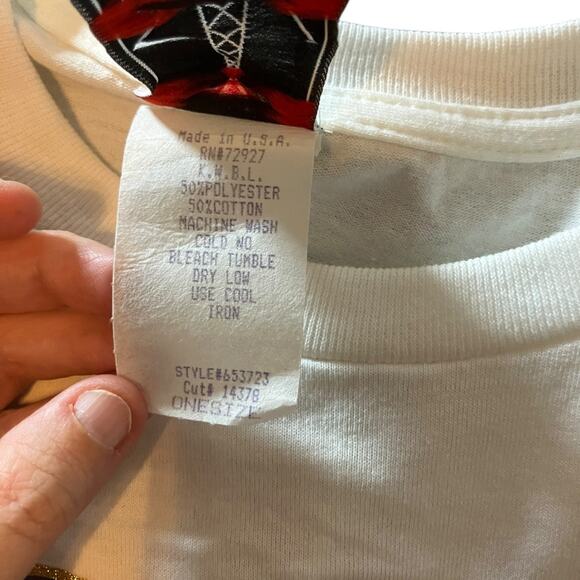 Made in U.S.A.
RN#72927
K.W.B.L.
50%POLYESTER
50%COTTON
MACHINE WASH
COLD NO
BLEACH TUMBLE
DRY LOW
USE COOL
IRON
STYLE#653723
Cut# 14378
ONESIZE